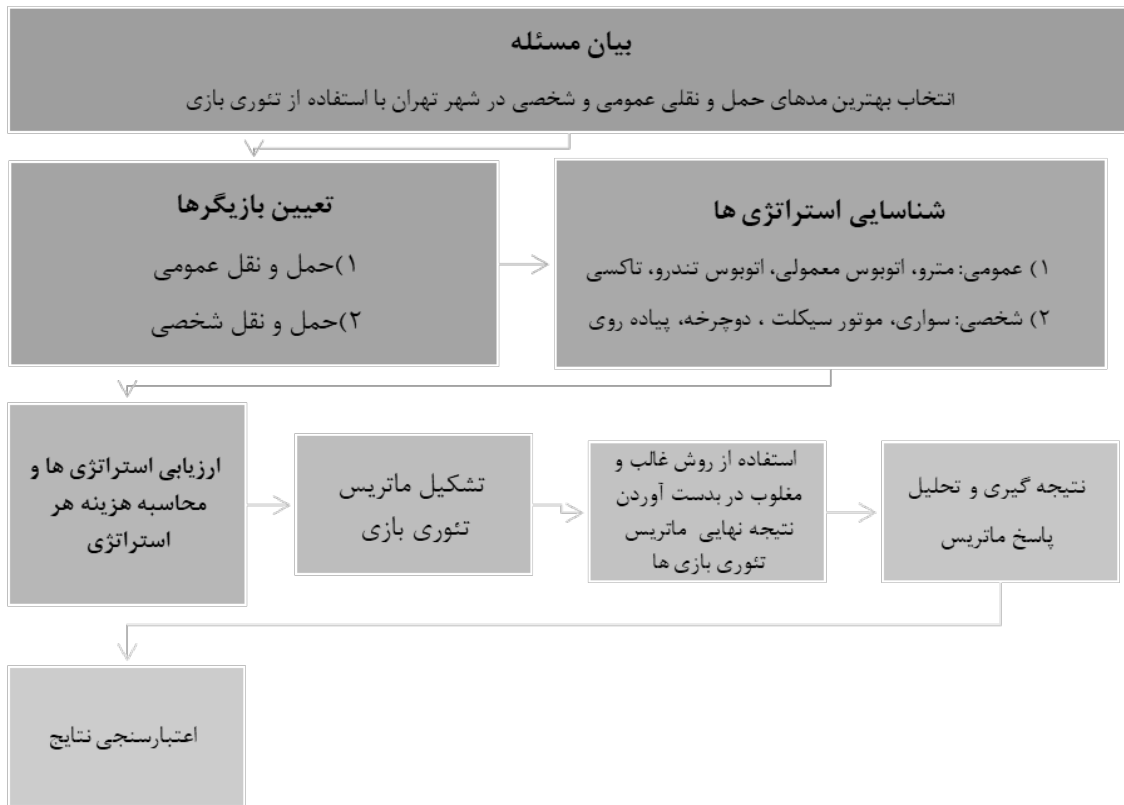 بیان مسئله
انتخاب بهترین مدهای حمل و نقلی عمومی و شخصی در شهر تهران با استفاده از تئوری بازی
تعیین بازیگرها
۱)حمل و نقل عمومی
۲)حمل و نقل شخصی
شناسایی استراتژی ها
۱) عمومی: مترو، اتوبوس معمولی، اتوبوس تندرو، تاکسی
۲) شخصی: سواری، موتور سیکلت ، دوچرخه، پیاده روی
ارزیابی استراتژی ها و
محاسبه هزینه هر
استراتژی
تشکیل ماتریس
تئوری بازی
استفاده از روش غالب و
مغلوب در بدست آوردن
نتیجه نهایی ماتریس
تئوری بازی ها
نتیجه گیری و تحلیل
پاسخ ماتریس
اعتبارسنجی نتایج